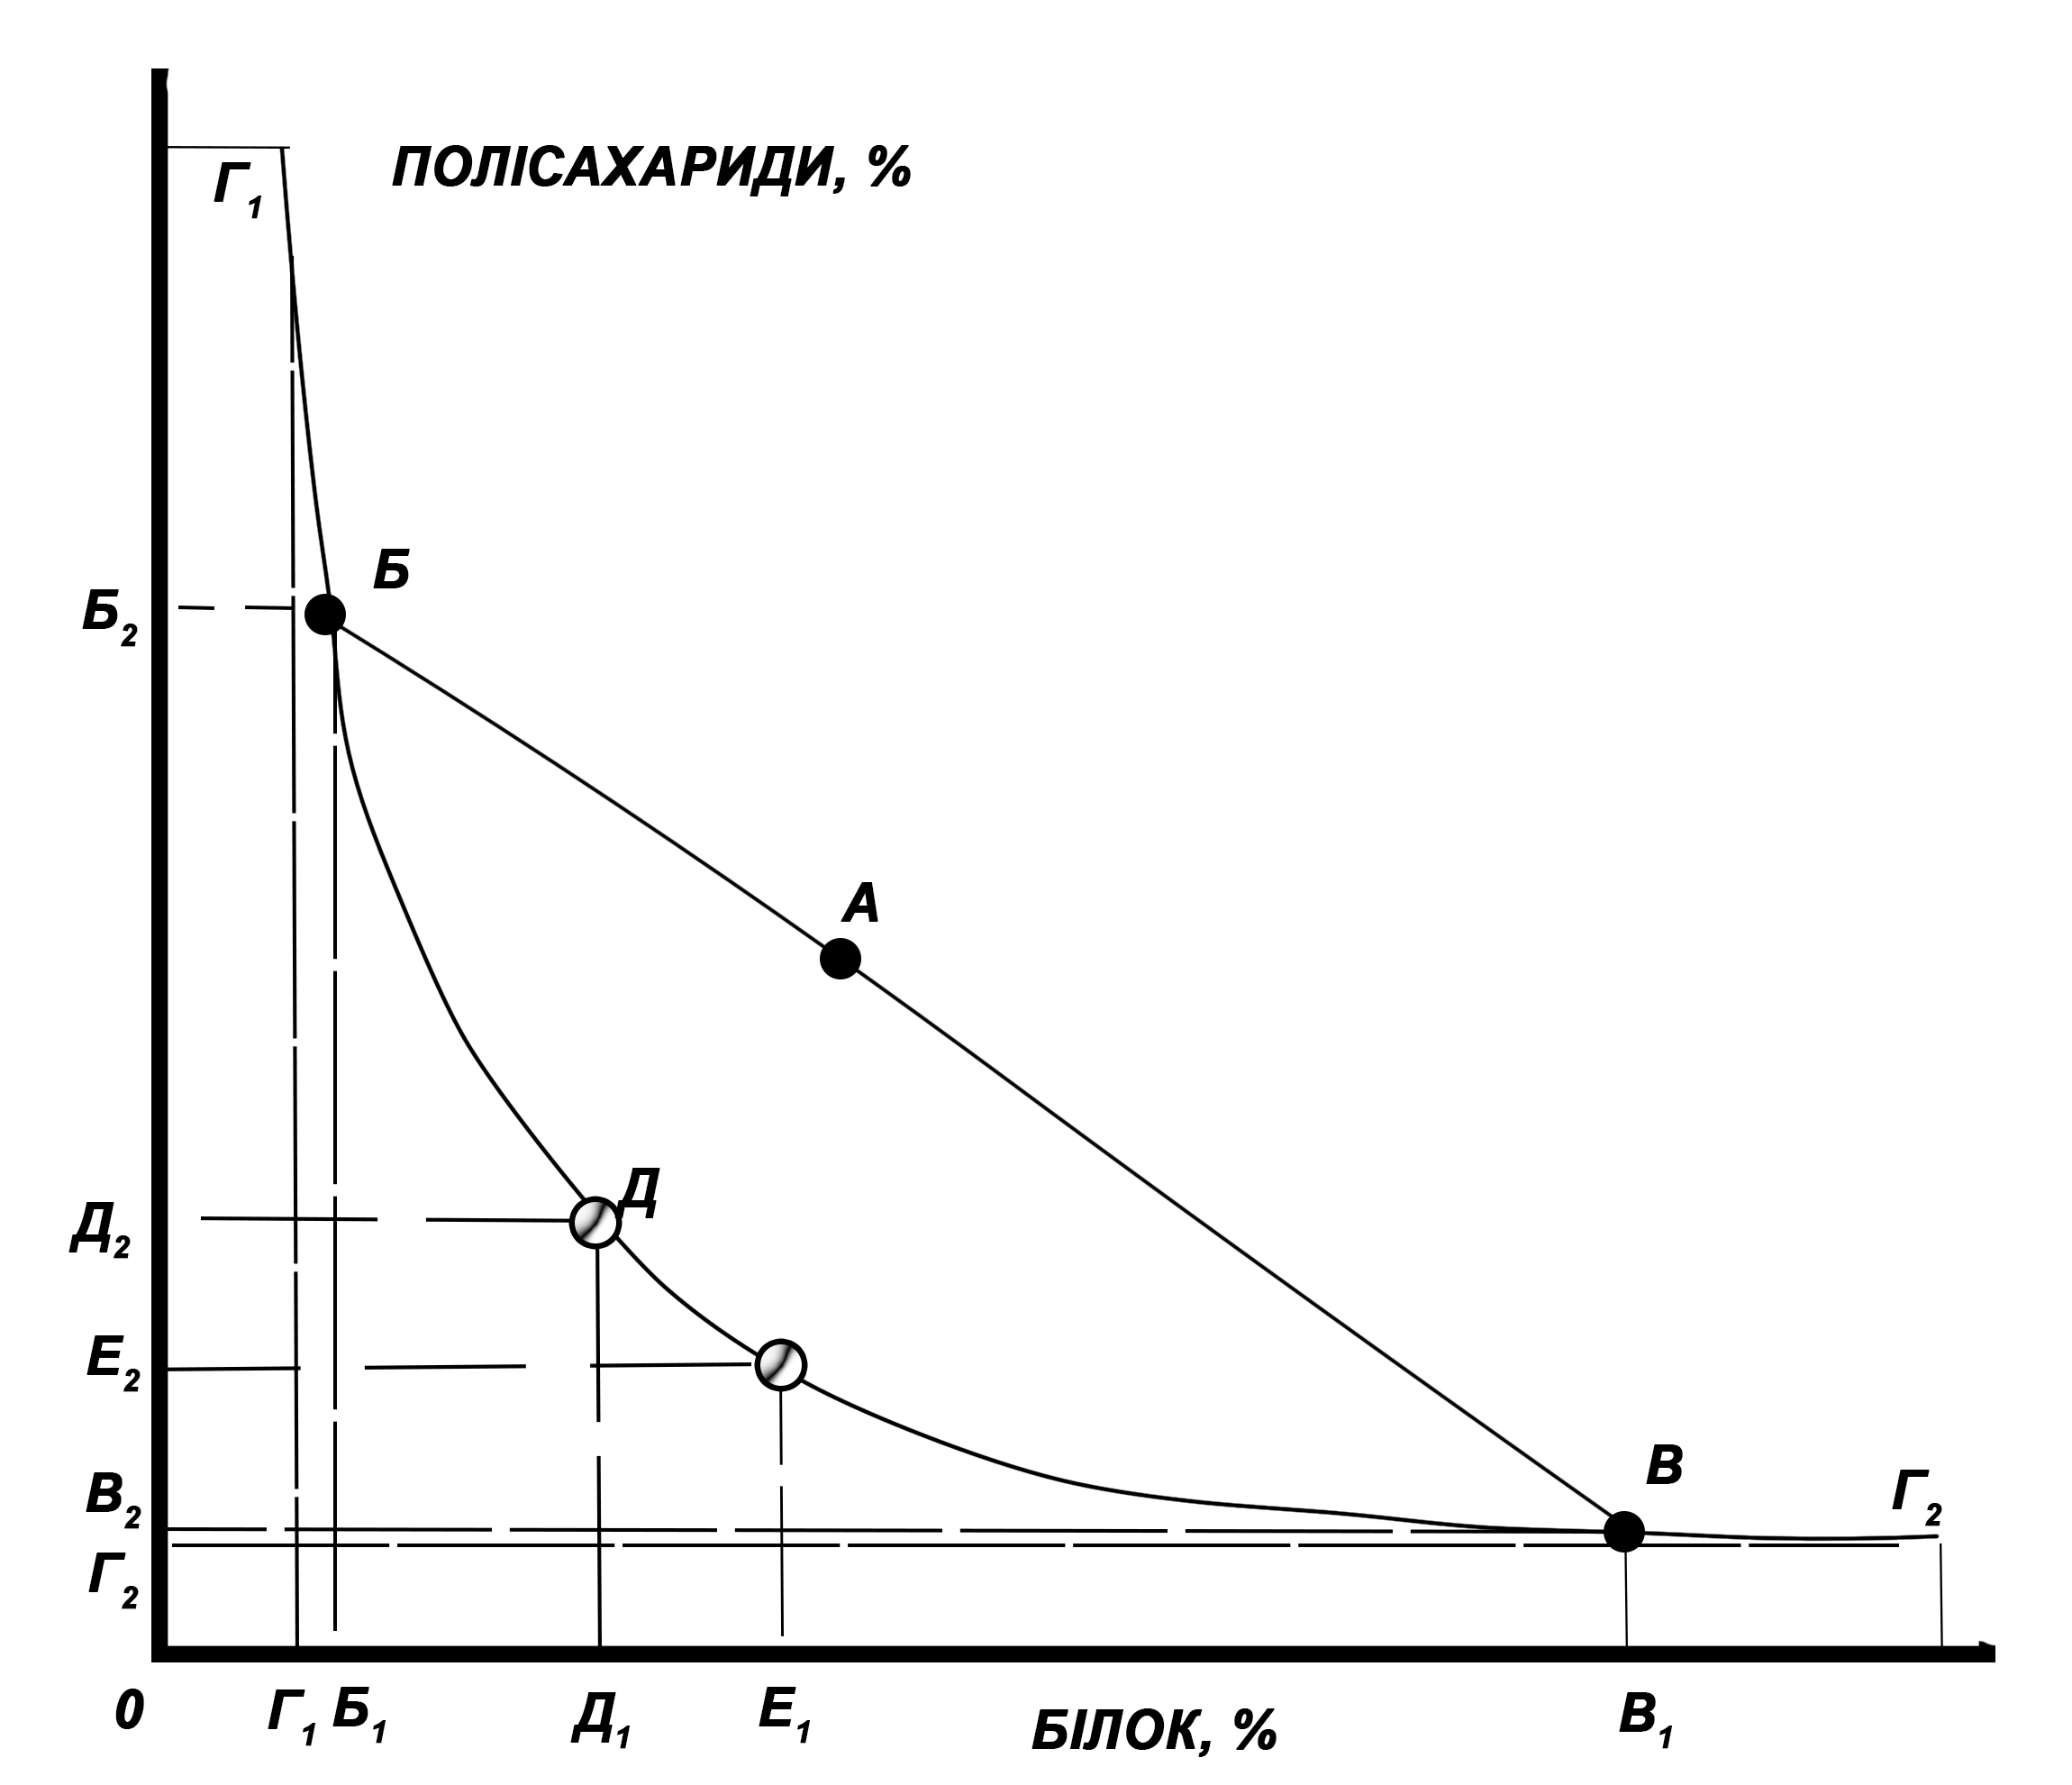 ПОЛІСАХАРИДИ, %
Г1
Б
Б2
А
Д
Д2
Е2
В
В2
Г2
Г2
0
Г1
Б1
Д1
Е1
БІЛОК, %
В1